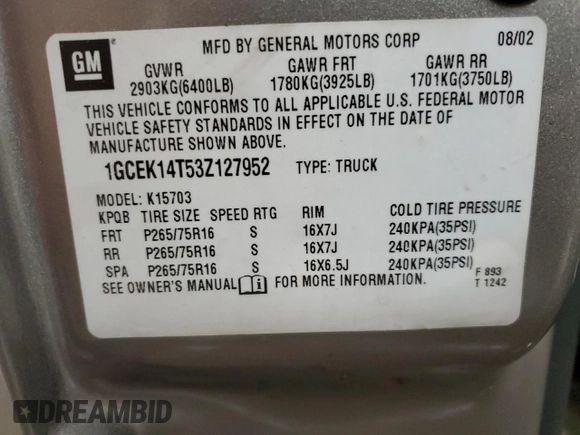 GM
MFD BY GENERAL MOTORS CORP 08/02
GVWR GAWR FRT GAWR RR
2903KG(6400LB) 1780KG(3925LB) 1701KG(3750LB)
THIS VEHICLE CONFORMS TO ALL APPLICABLE U.S. FEDERAL MOTOR
VEHICLE SAFETY STANDARDS IN EFFECT ON THE DATE OF
MANUFACTURE SHOWN ABOVE.
1GCEK14T53Z127952 TYPE: TRUCK
MODEL: K15703
KPQB TIRE SIZE SPEED RTG RIM COLD TIRE PRESSURE
FRT P265/75R16 S 16X7J 240KPA(35PSI)
RR P265/75R16 S 16X7J 240KPA(35PSI)
SPA P265/75R16 S 16X6.5J 240KPA(35PSI) F 893
SEE OWNER'S MANUAL i FOR MORE INFORMATION. T 1242
DREAMBID